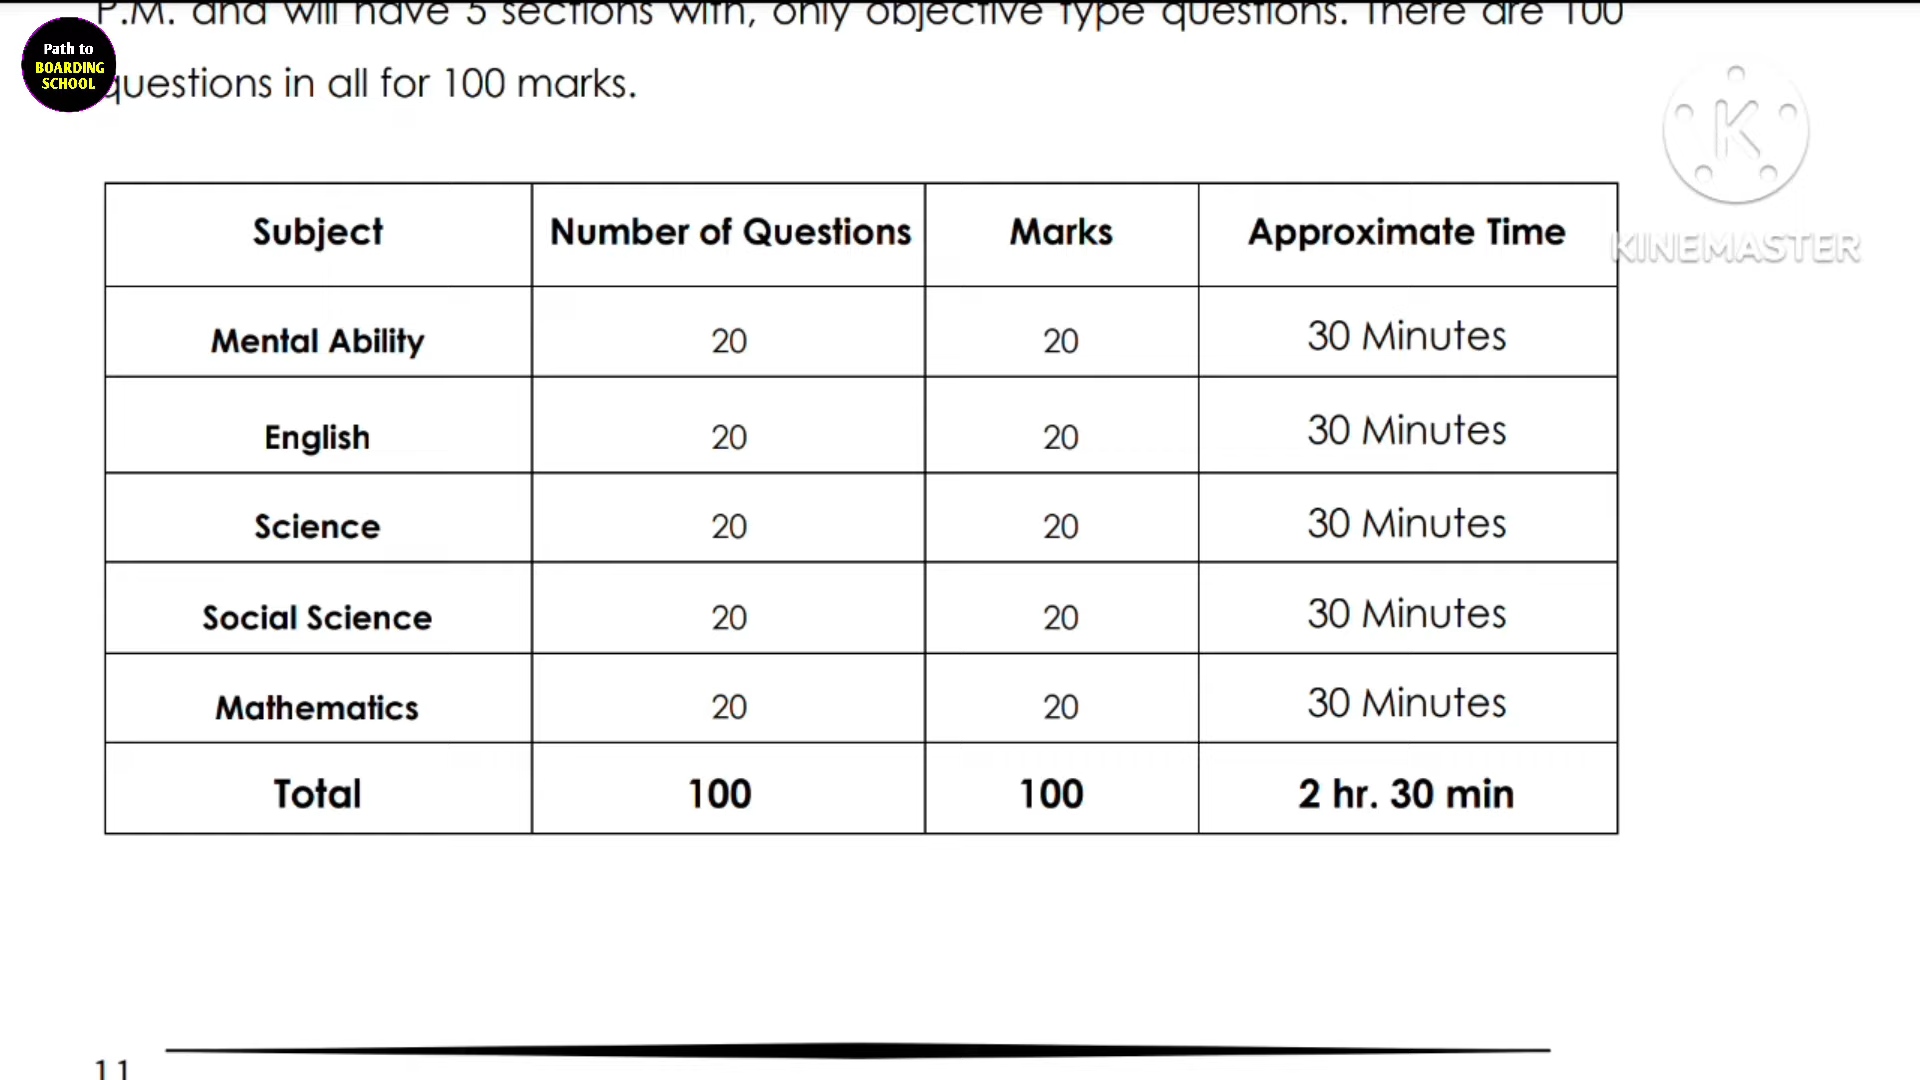 P.M. and will have 5 sections with, only objective type questions. There are 100
questions in all for 100 marks.
Path to
BOARDING
SCHOOL
K
KINEMASTER
Subject Number of Questions Marks Approximate Time
Mental Ability 20 20 30 Minutes
English 20 20 30 Minutes
Science 20 20 30 Minutes
Social Science 20 20 30 Minutes
Mathematics 20 20 30 Minutes
Total 100 100 2 hr. 30 min
11